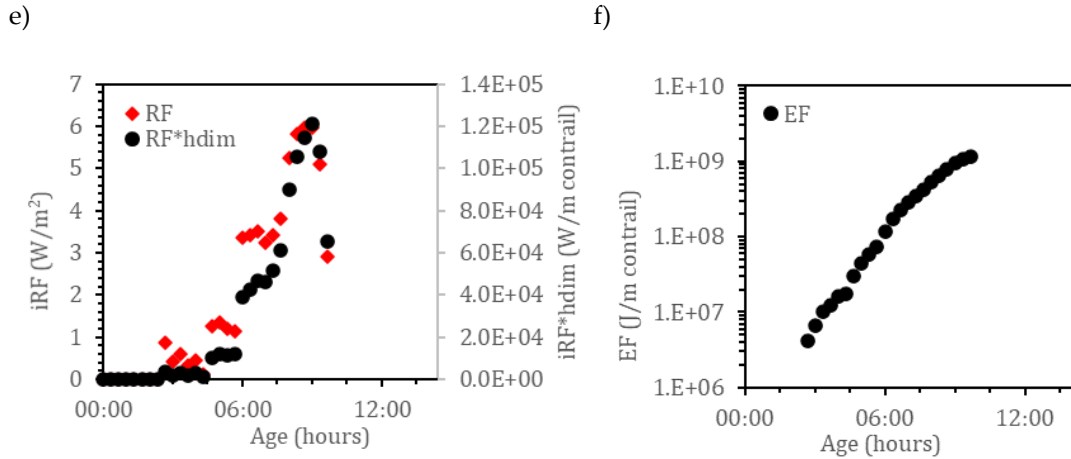 e)
f)
7
6
5
4
3
2
1
0
iRF (W/m²)
RF
RF*hdim
1.4E+05
1.2E+05
1.0E+05
8.0E+04
6.0E+04
4.0E+04
2.0E+04
0.0E+00
iRF*hdim (W/m contrail)
00:00 06:00 12:00
Age (hours)
1.E+10
1.E+09
1.E+08
1.E+07
1.E+06
EF (J/m contrail)
EF
00:00 06:00 12:00
Age (hours)